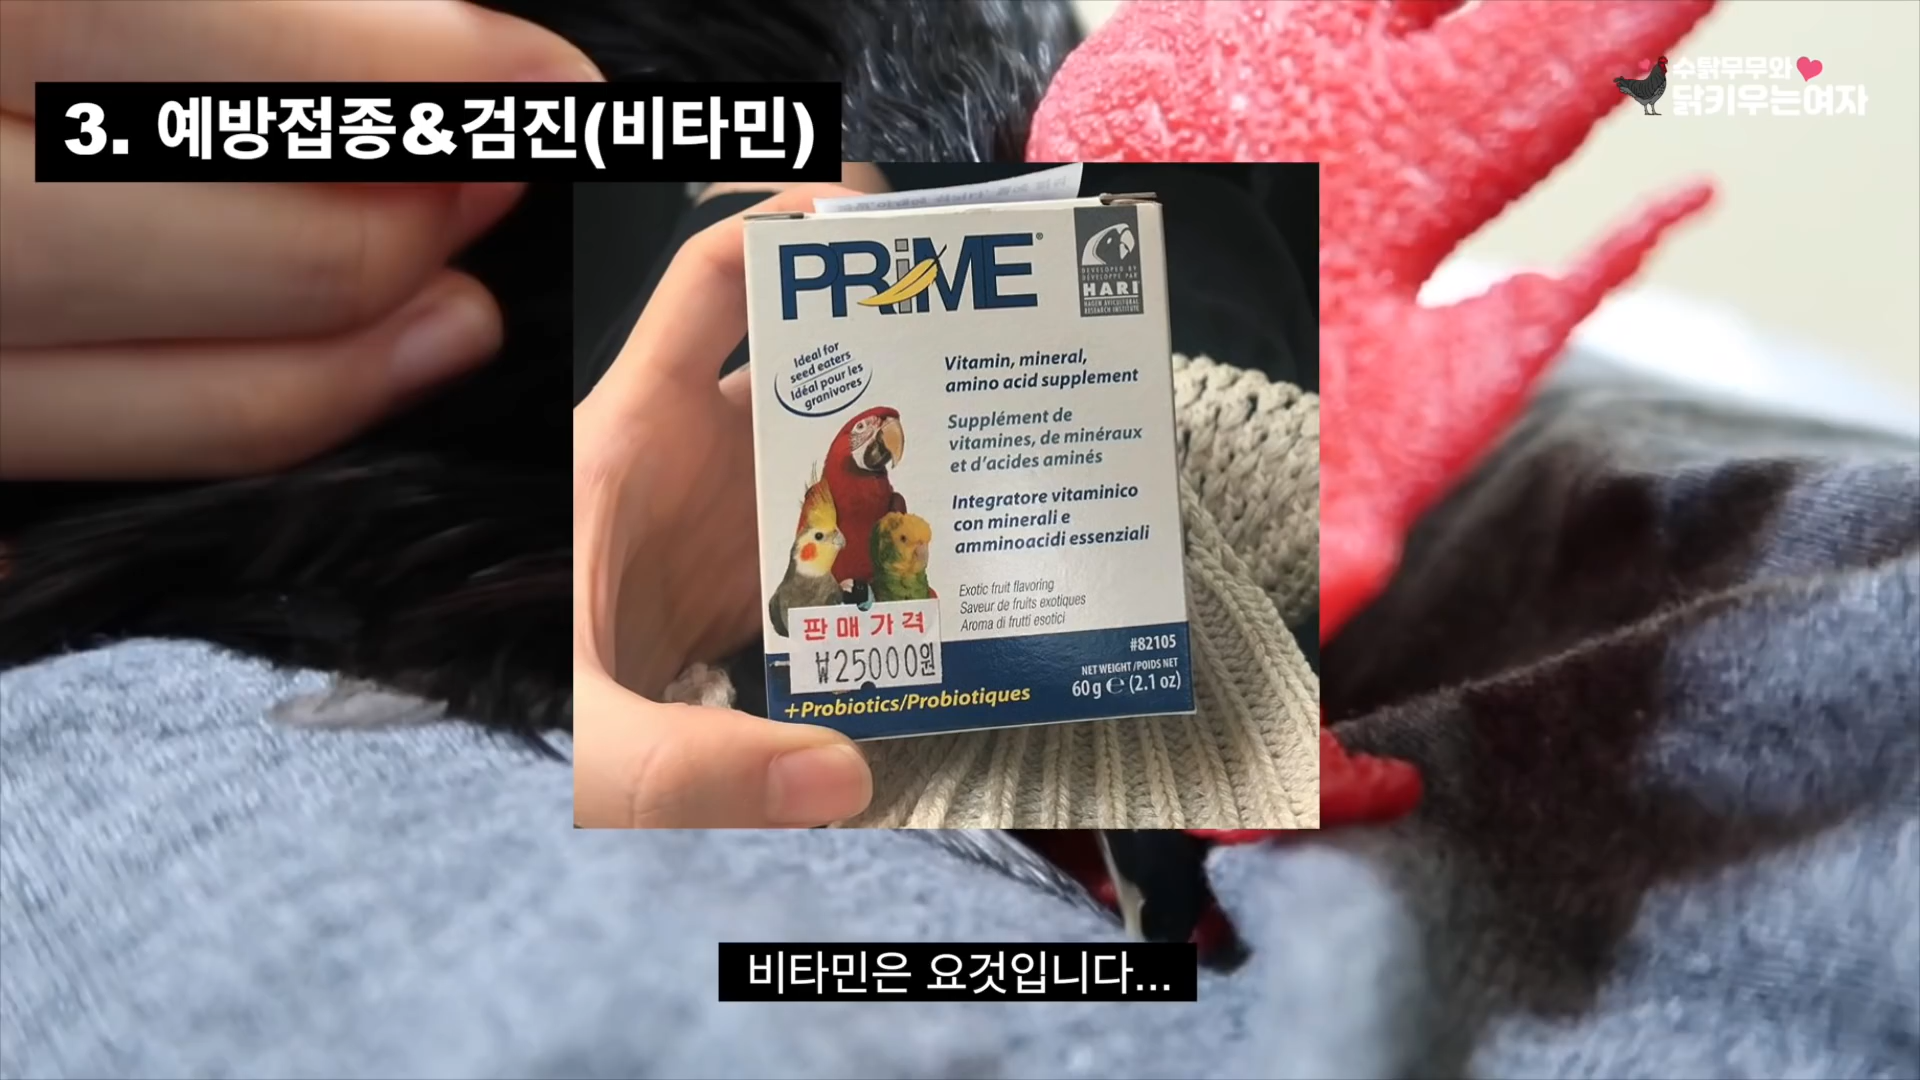 3. 예방접종&검진(비타민)
수탉무무와
닭키우는여자
PRiME®
DEVELOPED BY
DÉVELOPPÉ PAR
HARI
HAGEN AVICULTURAL
RESEARCH INSTITUTE
Ideal for
seed eaters
Idéal pour les
granivores
Vitamin, mineral,
amino acid supplement
Supplément de
vitamines, de minéraux
et d'acides aminés
Integratore vitaminico
con minerali e
amminoacidi essenziali
Exotic fruit flavoring
Saveur de fruits exotiques
Aroma di frutti esotici
판매가격
₩25000원
#82105
NET WEIGHT/POIDS NET
60 g ℮ (2.1 oz)
+Probiotics/Probiotiques
비타민은 요것입니다...